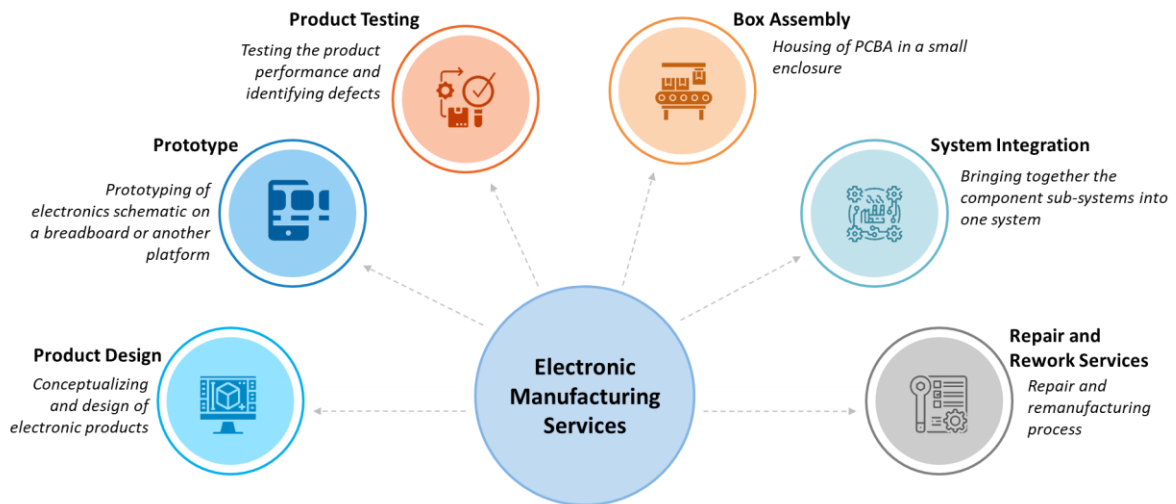 Product Testing
Testing the product
performance and
identifying defects
Box Assembly
Housing of PCBA in a small
enclosure
Prototype
Prototyping of
electronics schematic on
a breadboard or another
platform
System Integration
Bringing together the
component sub-systems into
one system
Product Design
Conceptualizing
and design of
electronic products
Electronic
Manufacturing
Services
Repair and
Rework Services
Repair and
remanufacturing
process